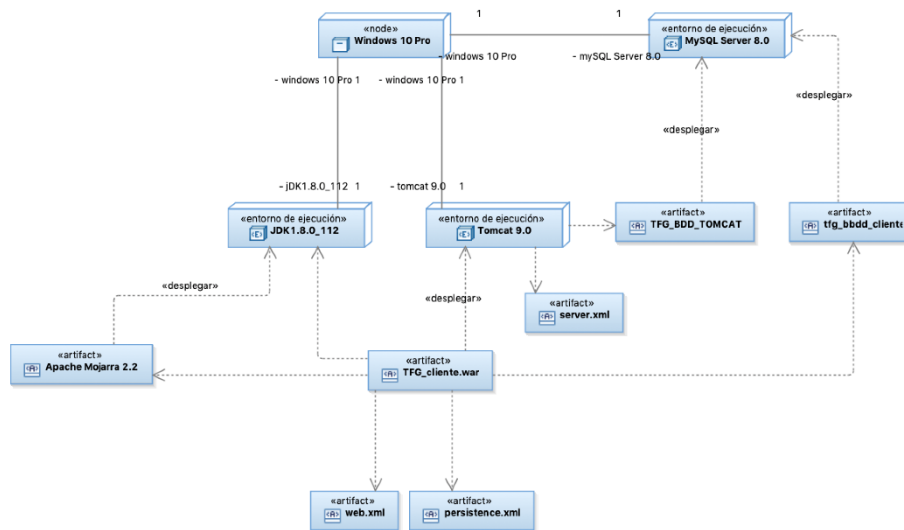 «node»
Windows 10 Pro
1
1
«entorno de ejecución»
MySQL Server 8.0
- windows 10 Pro
- mySQL Server 8.0
- windows 10 Pro 1
- windows 10 Pro 1
«desplegar»
«desplegar»
- jDK1.8.0_112 1
- tomcat 9.0 1
«entorno de ejecución»
JDK1.8.0_112
«entorno de ejecución»
Tomcat 9.0
«artifact»
TFG_BDD_TOMCAT
«artifact»
tfg_bbdd_cliente
«desplegar»
«desplegar»
«artifact»
server.xml
«artifact»
Apache Mojarra 2.2
«artifact»
TFG_cliente.war
«artifact»
web.xml
«artifact»
persistence.xml